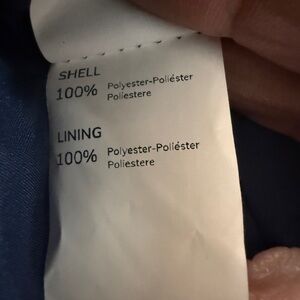 SHELL
100% Polyester-Poliéster
Poliestere
LINING
100% Polyester-Poliéster
Poliestere